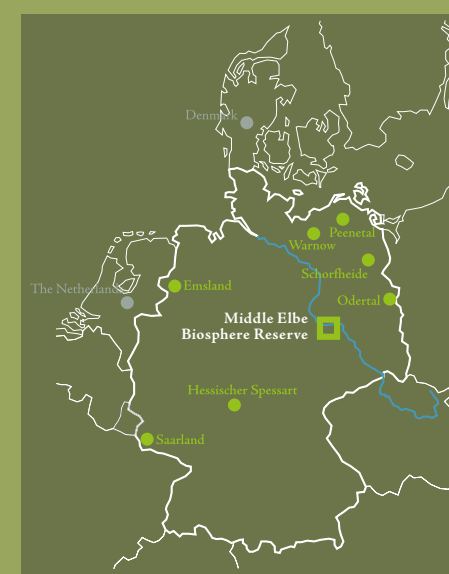 Denmark
Peenetal
Warnow
Schorfheide
The Netherlands
Emsland
Odertal
Middle Elbe
Biosphere Reserve
Hessischer Spessart
Saarland